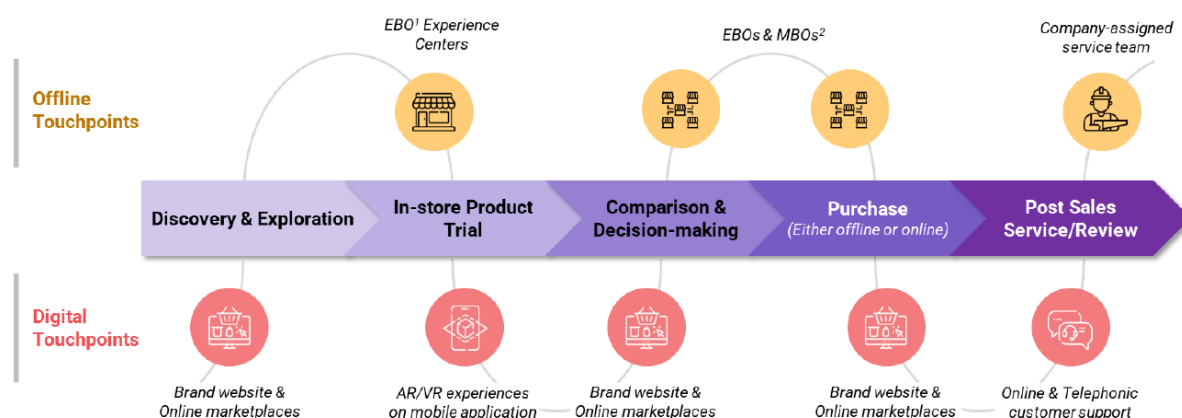 EBO¹ Experience
Centers
EBOs & MBOs²
Company-assigned
service team
Offline
Touchpoints
Discovery & Exploration
In-store Product
Trial
Comparison &
Decision-making
Purchase
(Either offline or online)
Post Sales
Service/Review
Digital
Touchpoints
Brand website &
Online marketplaces
AR/VR experiences
on mobile application
Brand website &
Online marketplaces
Brand website &
Online marketplaces
Online & Telephonic
customer support